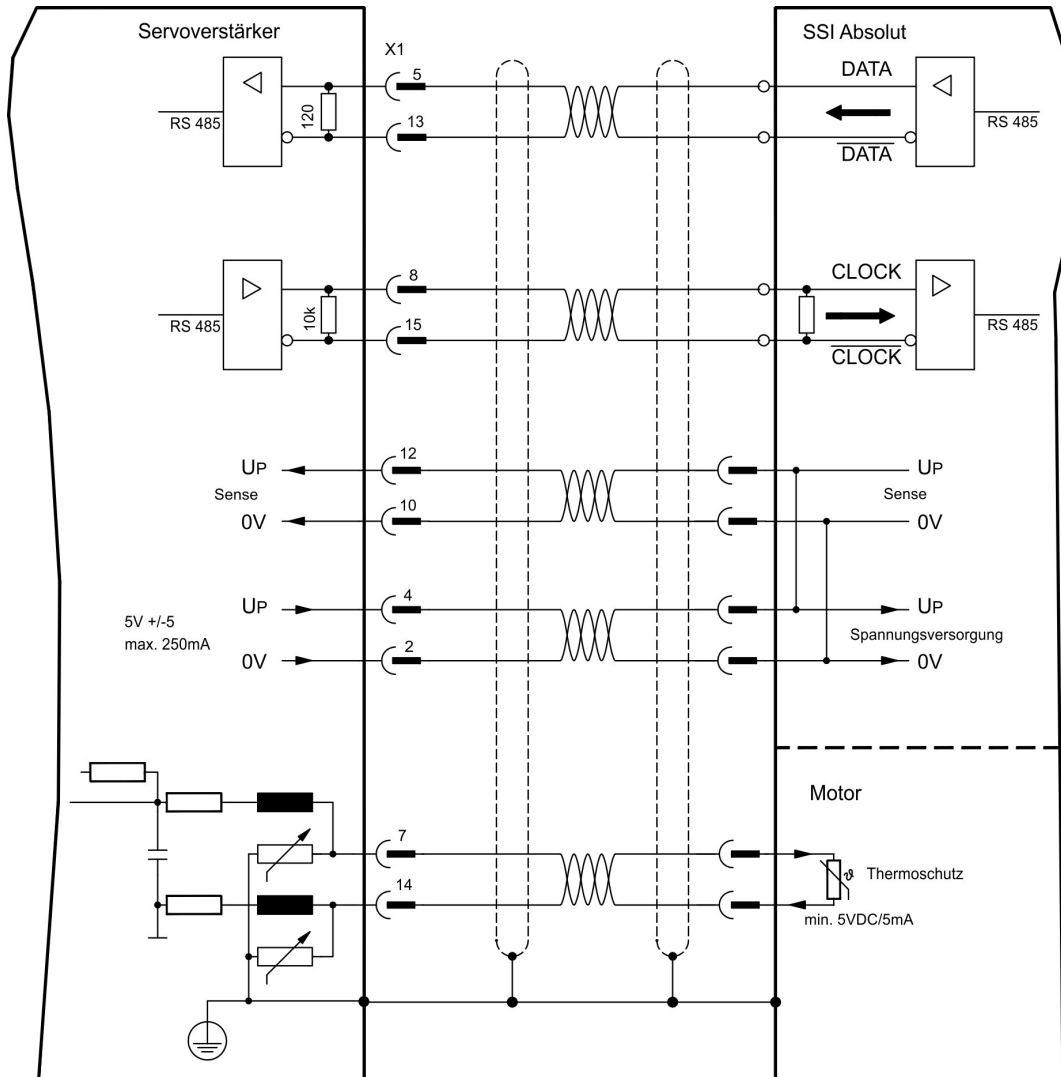 Servoverstärker
X1
SSI Absolut
5
DATA
RS 485
120
13
DATA
RS 485
8
CLOCK
RS 485
10k
15
CLOCK
RS 485
UP
12
UP
Sense
Sense
0V
10
0V
UP
4
UP
5V +/-5
max. 250mA
Spannungsversorgung
0V
2
0V
Motor
7
ϑ
Thermoschutz
14
min. 5VDC/5mA